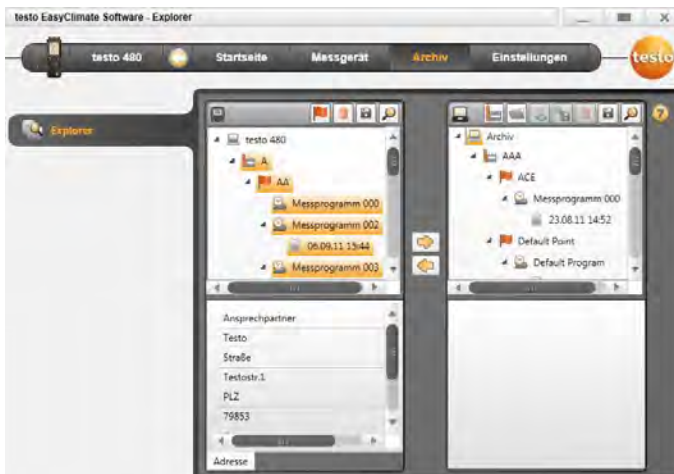 testo EasyClimate Software - Explorer
testo 480
Startseite
Messgerät
Archiv
Einstellungen
testo
Explorer
testo 480
A
AA
Messprogramm 000
Messprogramm 002
06.09.11 15:44
Messprogramm 003
Ansprechpartner
Testo
Straße
Testostr.1
PLZ
79853
Adresse
Archiv
AAA
ACE
Messprogramm 000
23.08.11 14:52
Default Point
Default Program